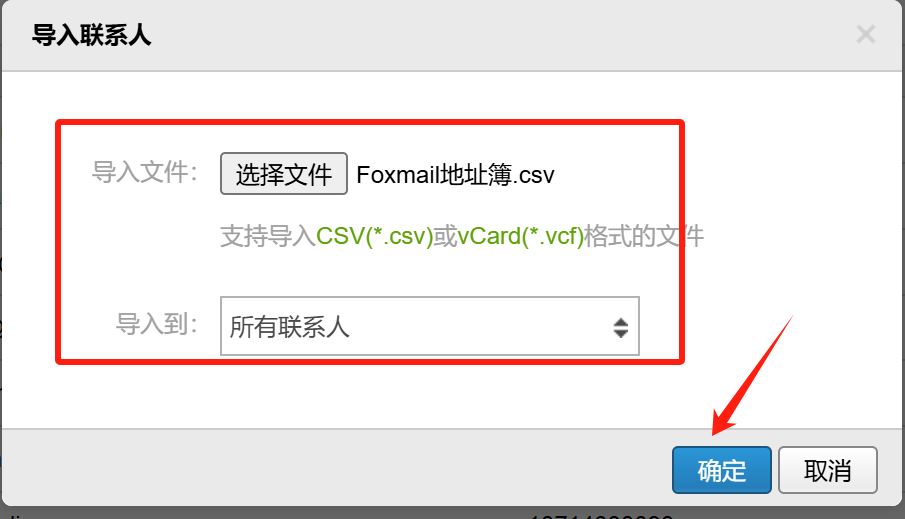 导入联系人
导入文件： 选择文件 Foxmail地址簿.csv
支持导入CSV(*.csv)或vCard(*.vcf)格式的文件
导入到： 所有联系人
确定 取消